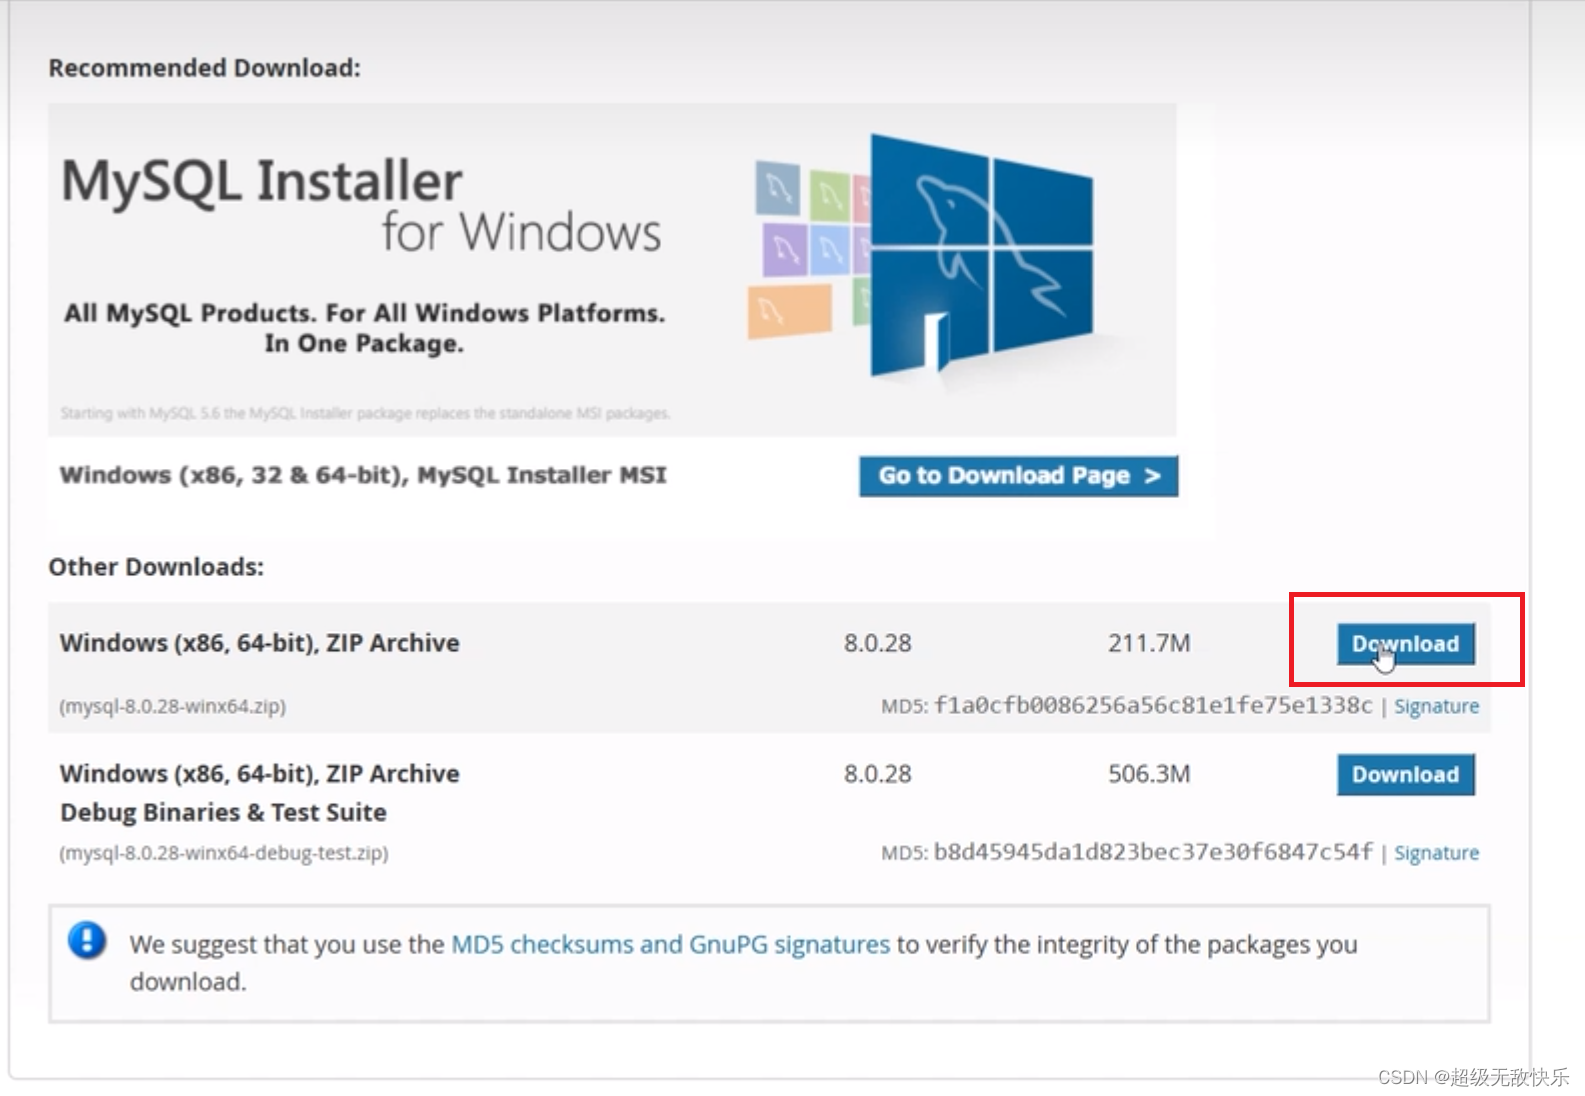 Recommended Download:
MySQL Installer
for Windows
All MySQL Products. For All Windows Platforms.
In One Package.
Starting with MySQL 5.6 the MySQL Installer package replaces the standalone MSI packages.
Windows (x86, 32 & 64-bit), MySQL Installer MSI
Go to Download Page >
Other Downloads:
Windows (x86, 64-bit), ZIP Archive 8.0.28 211.7M Download
(mysql-8.0.28-winx64.zip) MD5: f1a0cfb0086256a56c81e1fe75e1338c | Signature
Windows (x86, 64-bit), ZIP Archive 8.0.28 506.3M Download
Debug Binaries & Test Suite
(mysql-8.0.28-winx64-debug-test.zip) MD5: b8d45945da1d823bec37e30f6847c54f | Signature
We suggest that you use the MD5 checksums and GnuPG signatures to verify the integrity of the packages you
download.
CSDN @超级无敌快乐